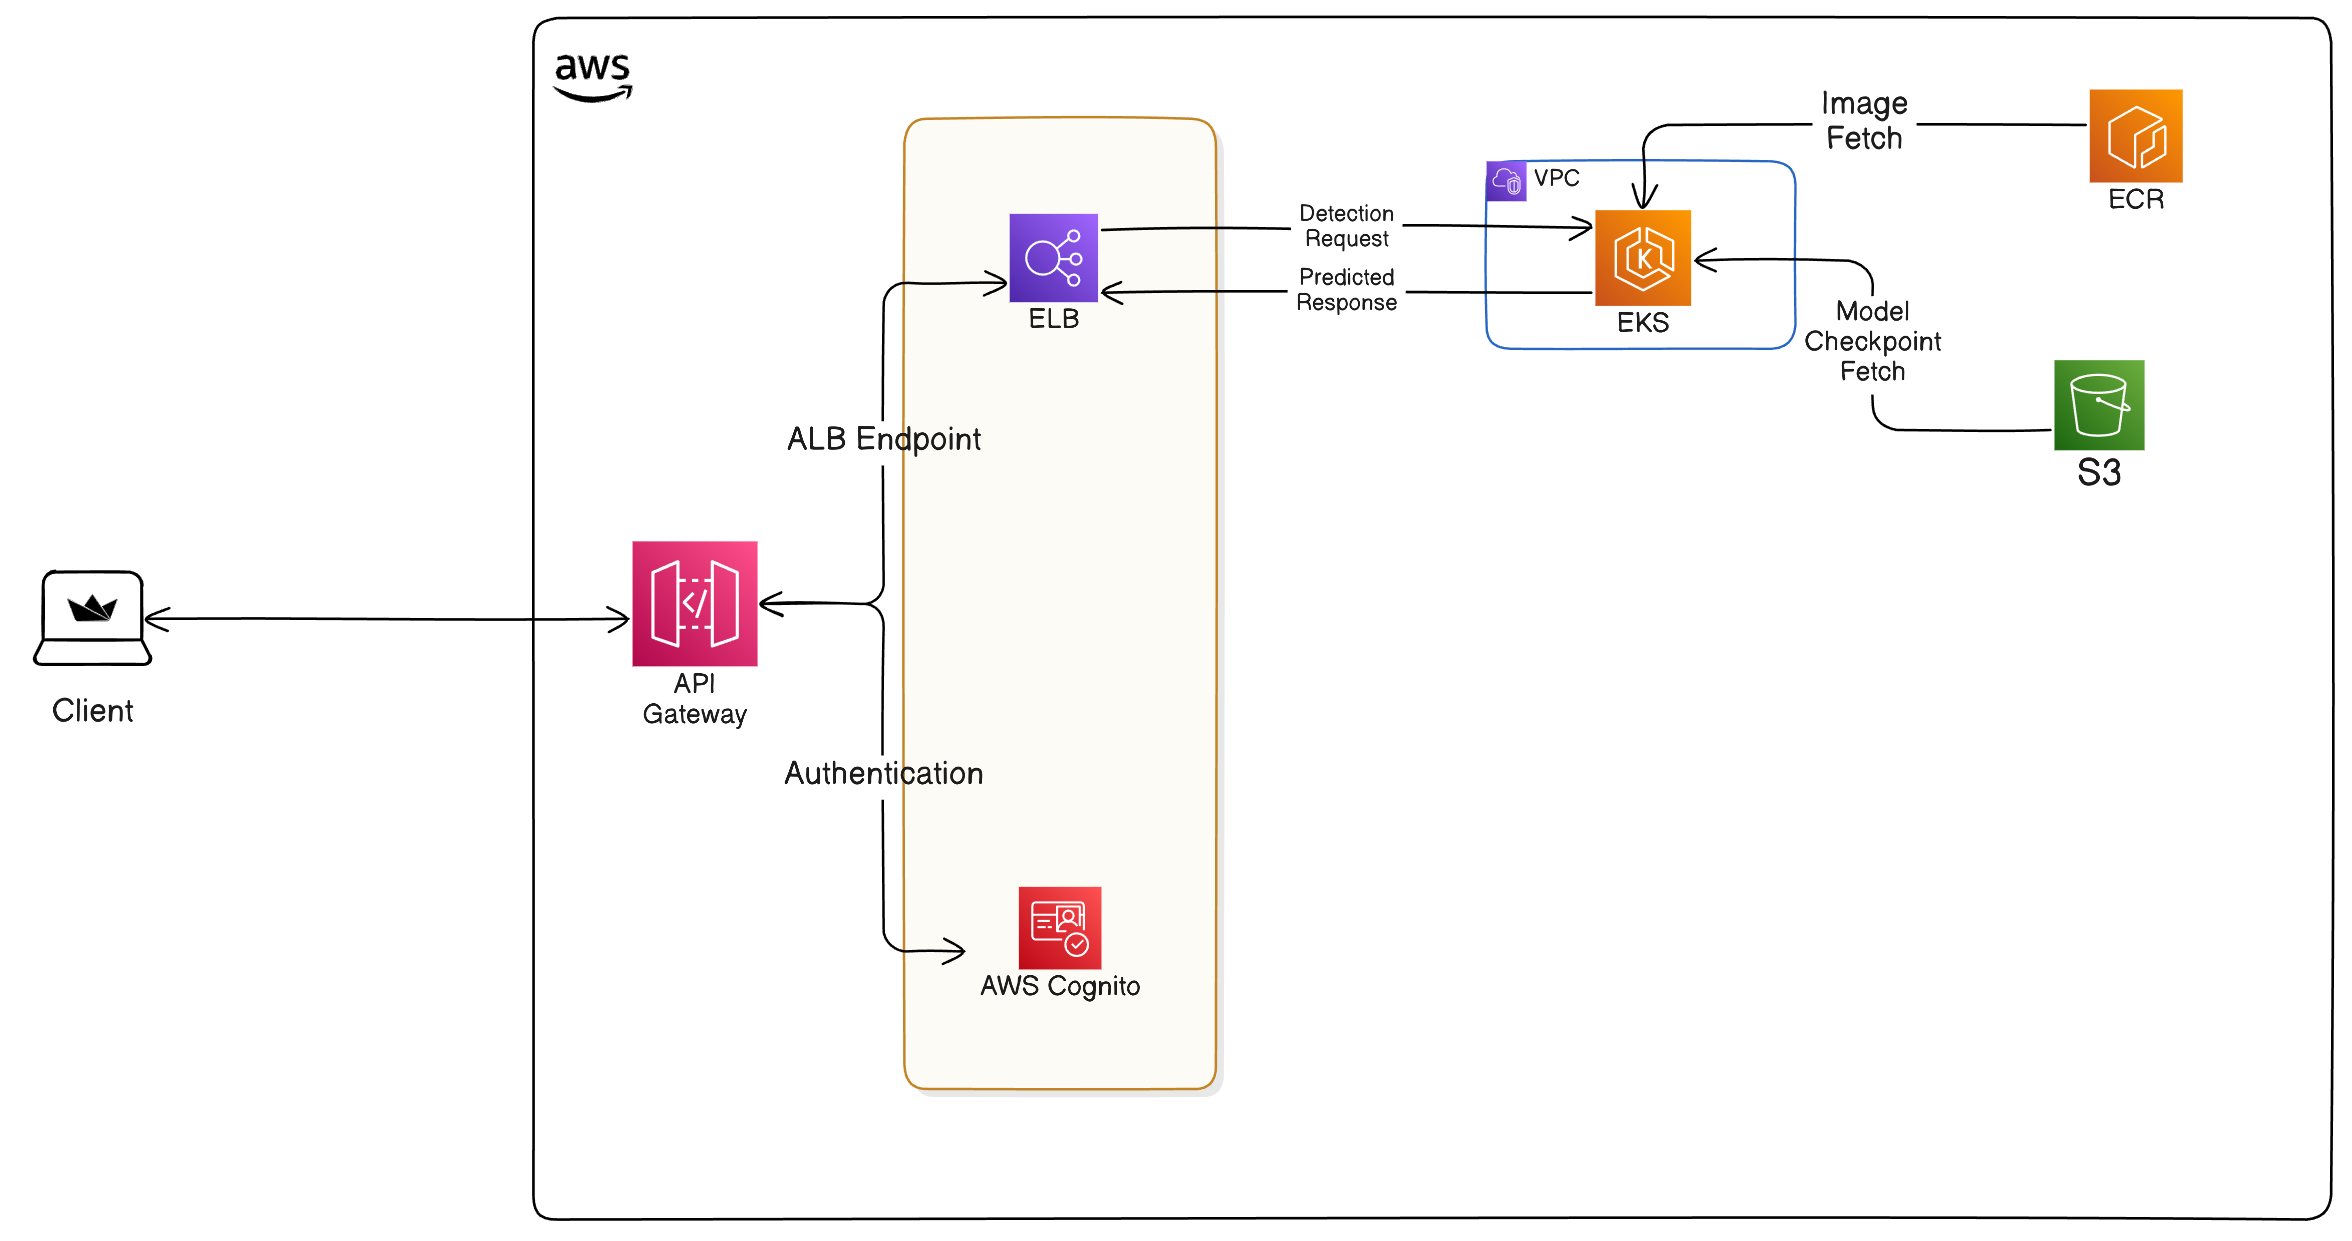 aws
Image
Fetch
ECR
VPC
Detection
Request
Predicted
Response
ELB
EKS
Model
Checkpoint
Fetch
S3
ALB Endpoint
API
Gateway
Client
Authentication
AWS Cognito